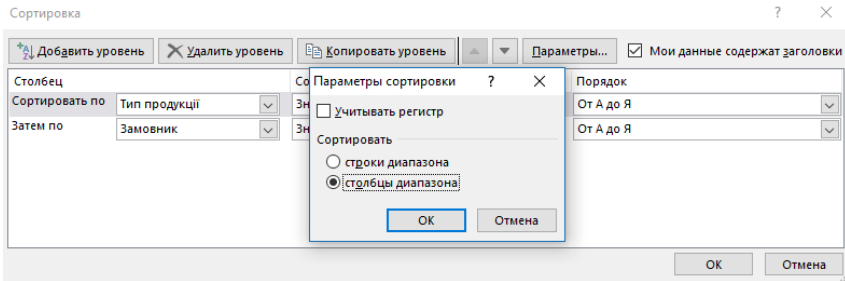 Сортировка
Добавить уровень Удалить уровень Копировать уровень Параметры... Мои данные содержат заголовки
Столбец Со Порядок
Сортировать по Тип продукції Зн От А до Я
Затем по Замовник Зн От А до Я
Параметры сортировки
Учитывать регистр
Сортировать
строки диапазона
столбцы диапазона
ОК Отмена
ОК Отмена